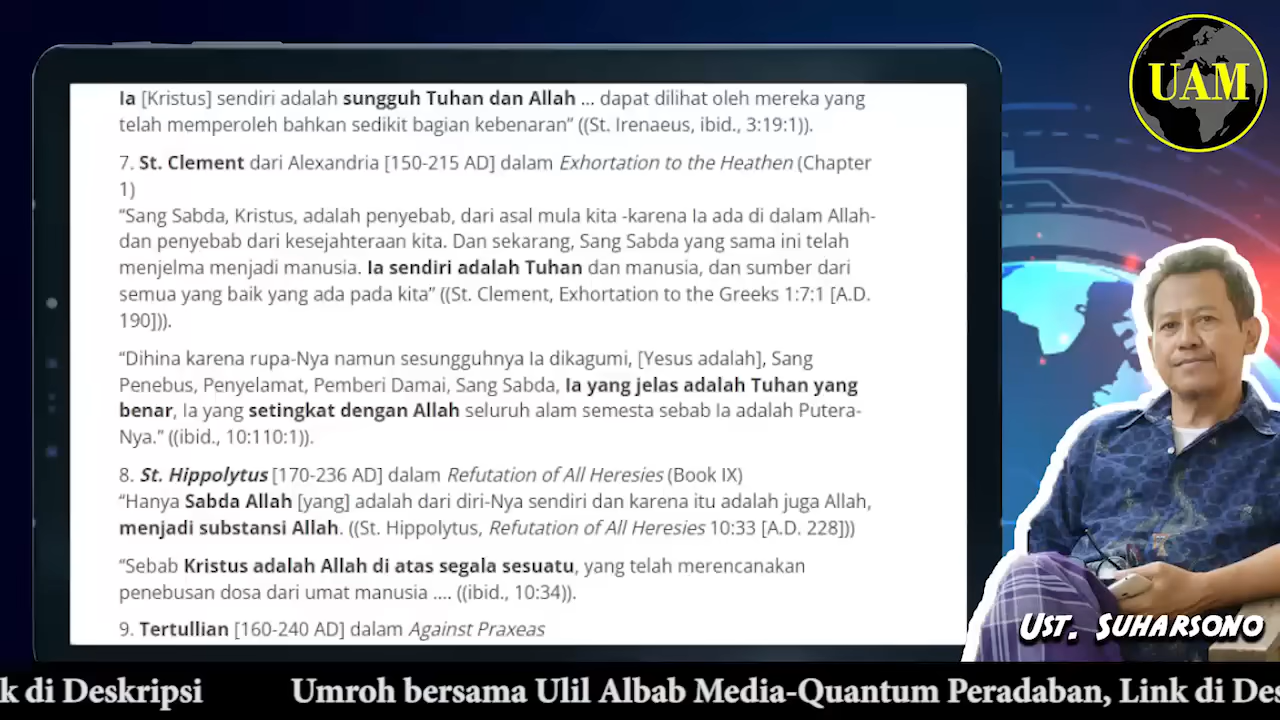 Ia [Kristus] sendiri adalah sungguh Tuhan dan Allah ... dapat dilihat oleh mereka yang
telah memperoleh bahkan sedikit bagian kebenaran” ((St. Irenaeus, ibid., 3:19:1)).
7. St. Clement dari Alexandria [150-215 AD] dalam Exhortation to the Heathen (Chapter
1)
“Sang Sabda, Kristus, adalah penyebab, dari asal mula kita -karena Ia ada di dalam Allah-
dan penyebab dari kesejahteraan kita. Dan sekarang, Sang Sabda yang sama ini telah
menjelma menjadi manusia. Ia sendiri adalah Tuhan dan manusia, dan sumber dari
semua yang baik yang ada pada kita” ((St. Clement, Exhortation to the Greeks 1:7:1 [A.D.
190])).
“Dihina karena rupa-Nya namun sesungguhnya Ia dikagumi, [Yesus adalah], Sang
Penebus, Penyelamat, Pemberi Damai, Sang Sabda, Ia yang jelas adalah Tuhan yang
benar, Ia yang setingkat dengan Allah seluruh alam semesta sebab Ia adalah Putera-
Nya.” ((ibid., 10:110:1)).
8. St. Hippolytus [170-236 AD] dalam Refutation of All Heresies (Book IX)
“Hanya Sabda Allah [yang] adalah dari diri-Nya sendiri dan karena itu adalah juga Allah,
menjadi substansi Allah. ((St. Hippolytus, Refutation of All Heresies 10:33 [A.D. 228]))
“Sebab Kristus adalah Allah di atas segala sesuatu, yang telah merencanakan
penebusan dosa dari umat manusia .... ((ibid., 10:34)).
9. Tertullian [160-240 AD] dalam Against Praxeas
UAM
Ust. Suharsono
k di Deskripsi Umroh bersama Ulil Albab Media-Quantum Peradaban, Link di Des